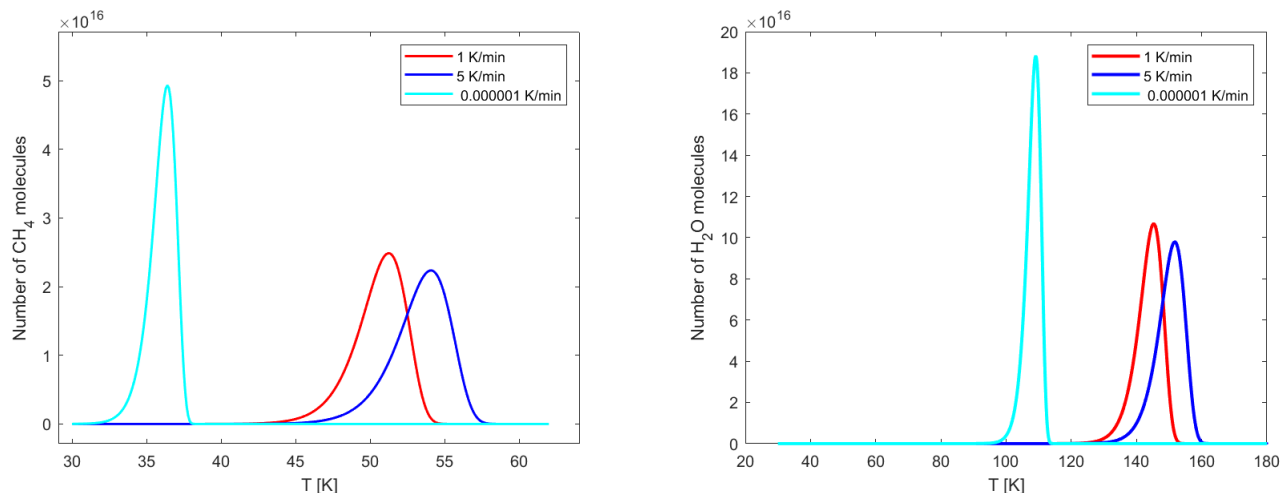 ×10^16
5
4
3
2
1
0
30 35 40 45 50 55 60
T [K]
Number of CH_4 molecules
1 K/min
5 K/min
0.000001 K/min
×10^16
20
18
16
14
12
10
8
6
4
2
0
20 40 60 80 100 120 140 160 180
T [K]
Number of H_2O molecules
1 K/min
5 K/min
0.000001 K/min